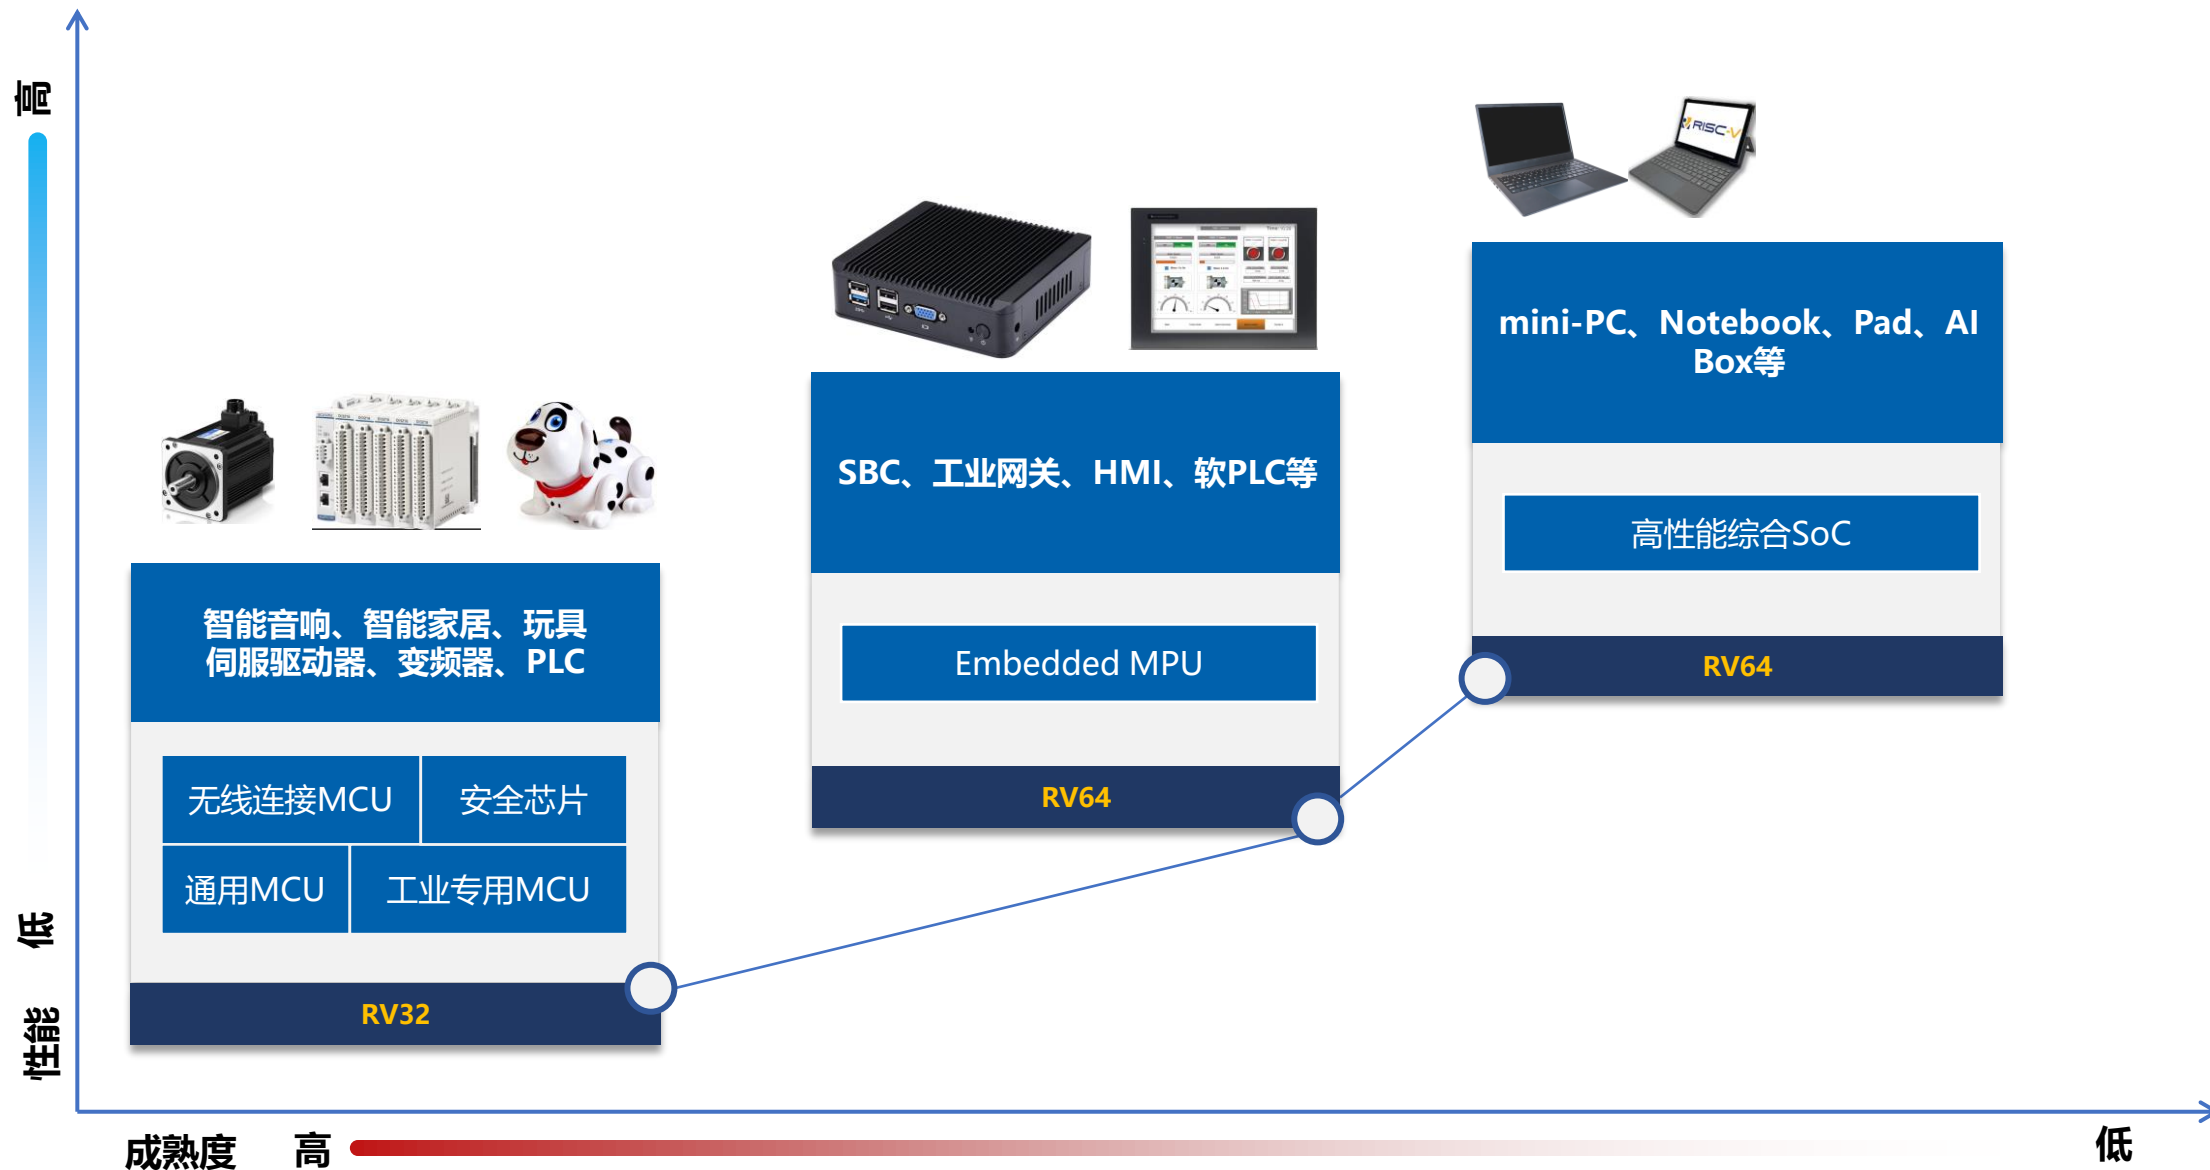 高
低
性能
智能音响、智能家居、玩具
伺服驱动器、变频器、PLC
无线连接MCU
安全芯片
通用MCU
工业专用MCU
RV32
SBC、工业网关、HMI、软PLC等
Embedded MPU
RV64
RISC-V
mini-PC、Notebook、Pad、AI
Box等
高性能综合SoC
RV64
成熟度
高
低